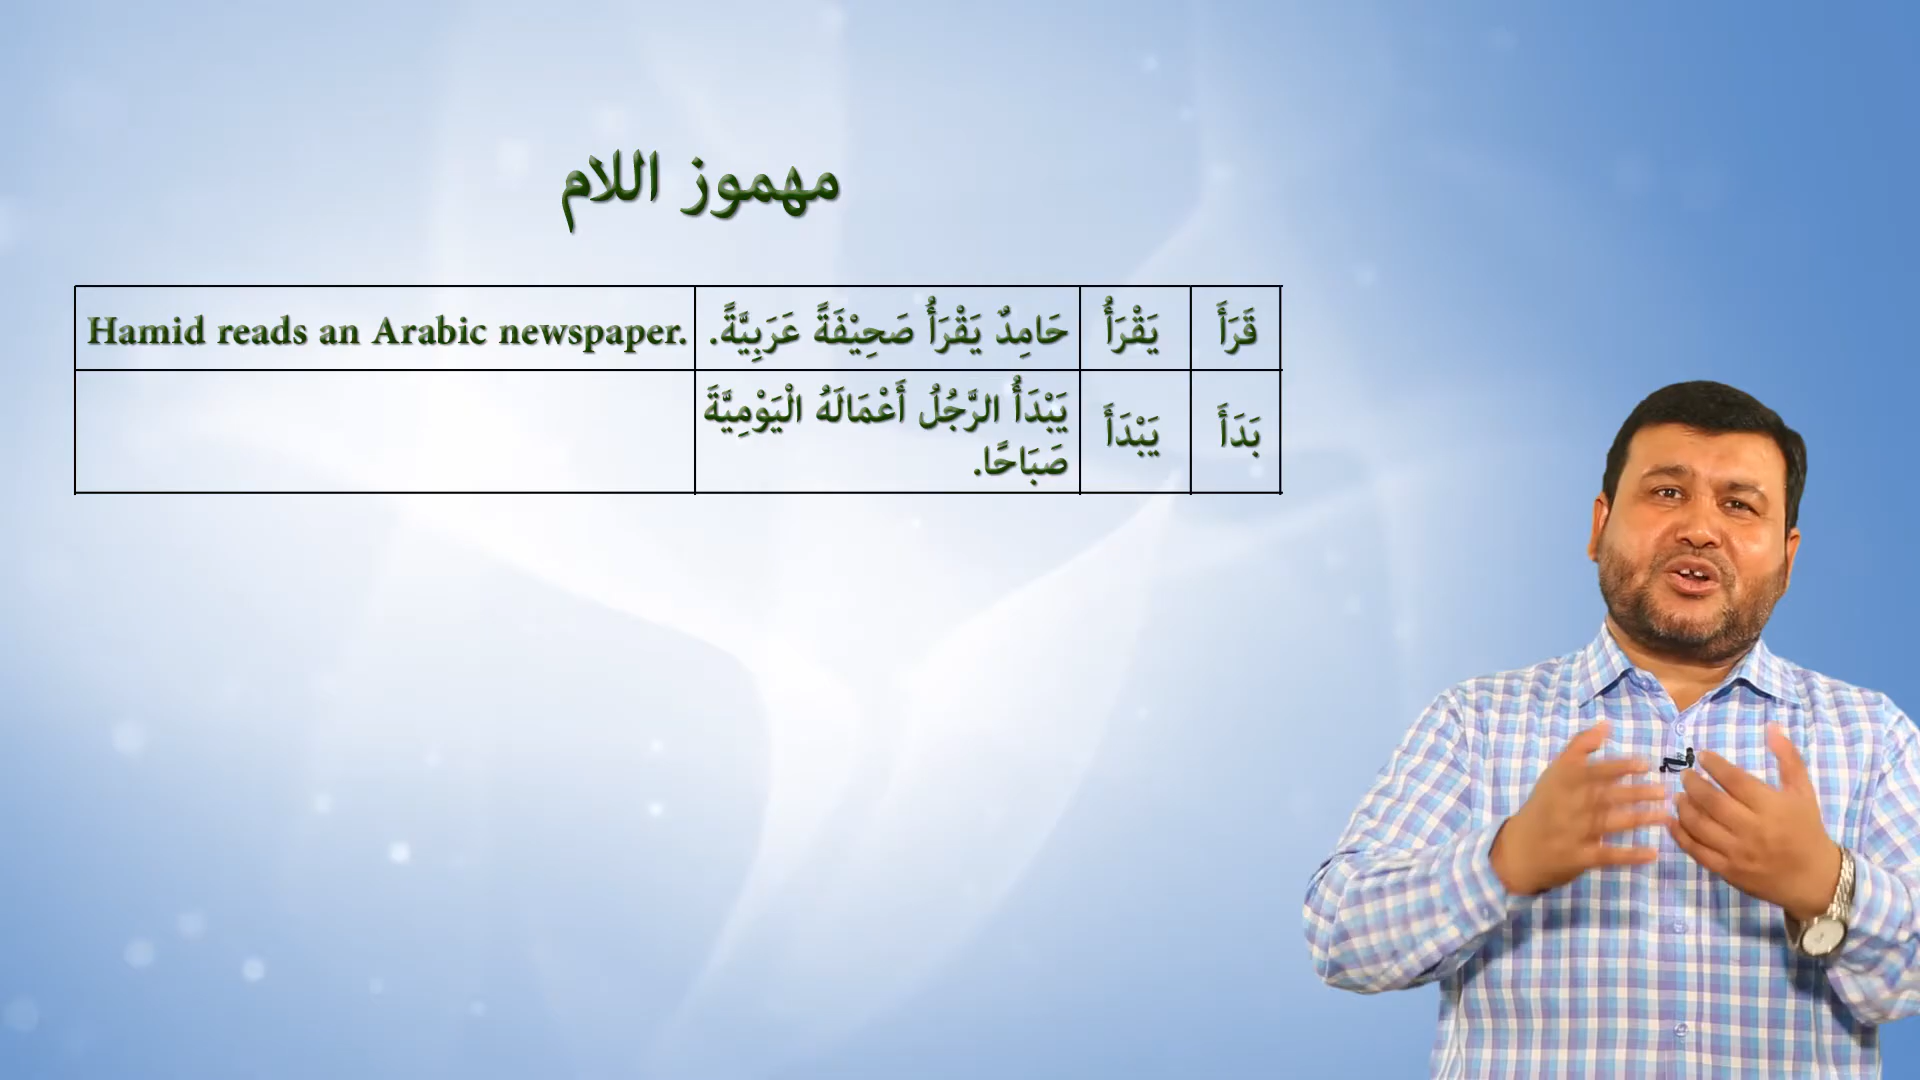 مهموز اللام
قَرَأَ يَقْرَأُ حَامِدٌ يَقْرَأُ صَحِيْفَةً عَرَبِيَّةً. Hamid reads an Arabic newspaper.
بَدَأَ يَبْدَأَ يَبْدَأُ الرَّجُلُ أَعْمَالَهُ الْيَوْمِيَّةَ
صَبَاحًا.